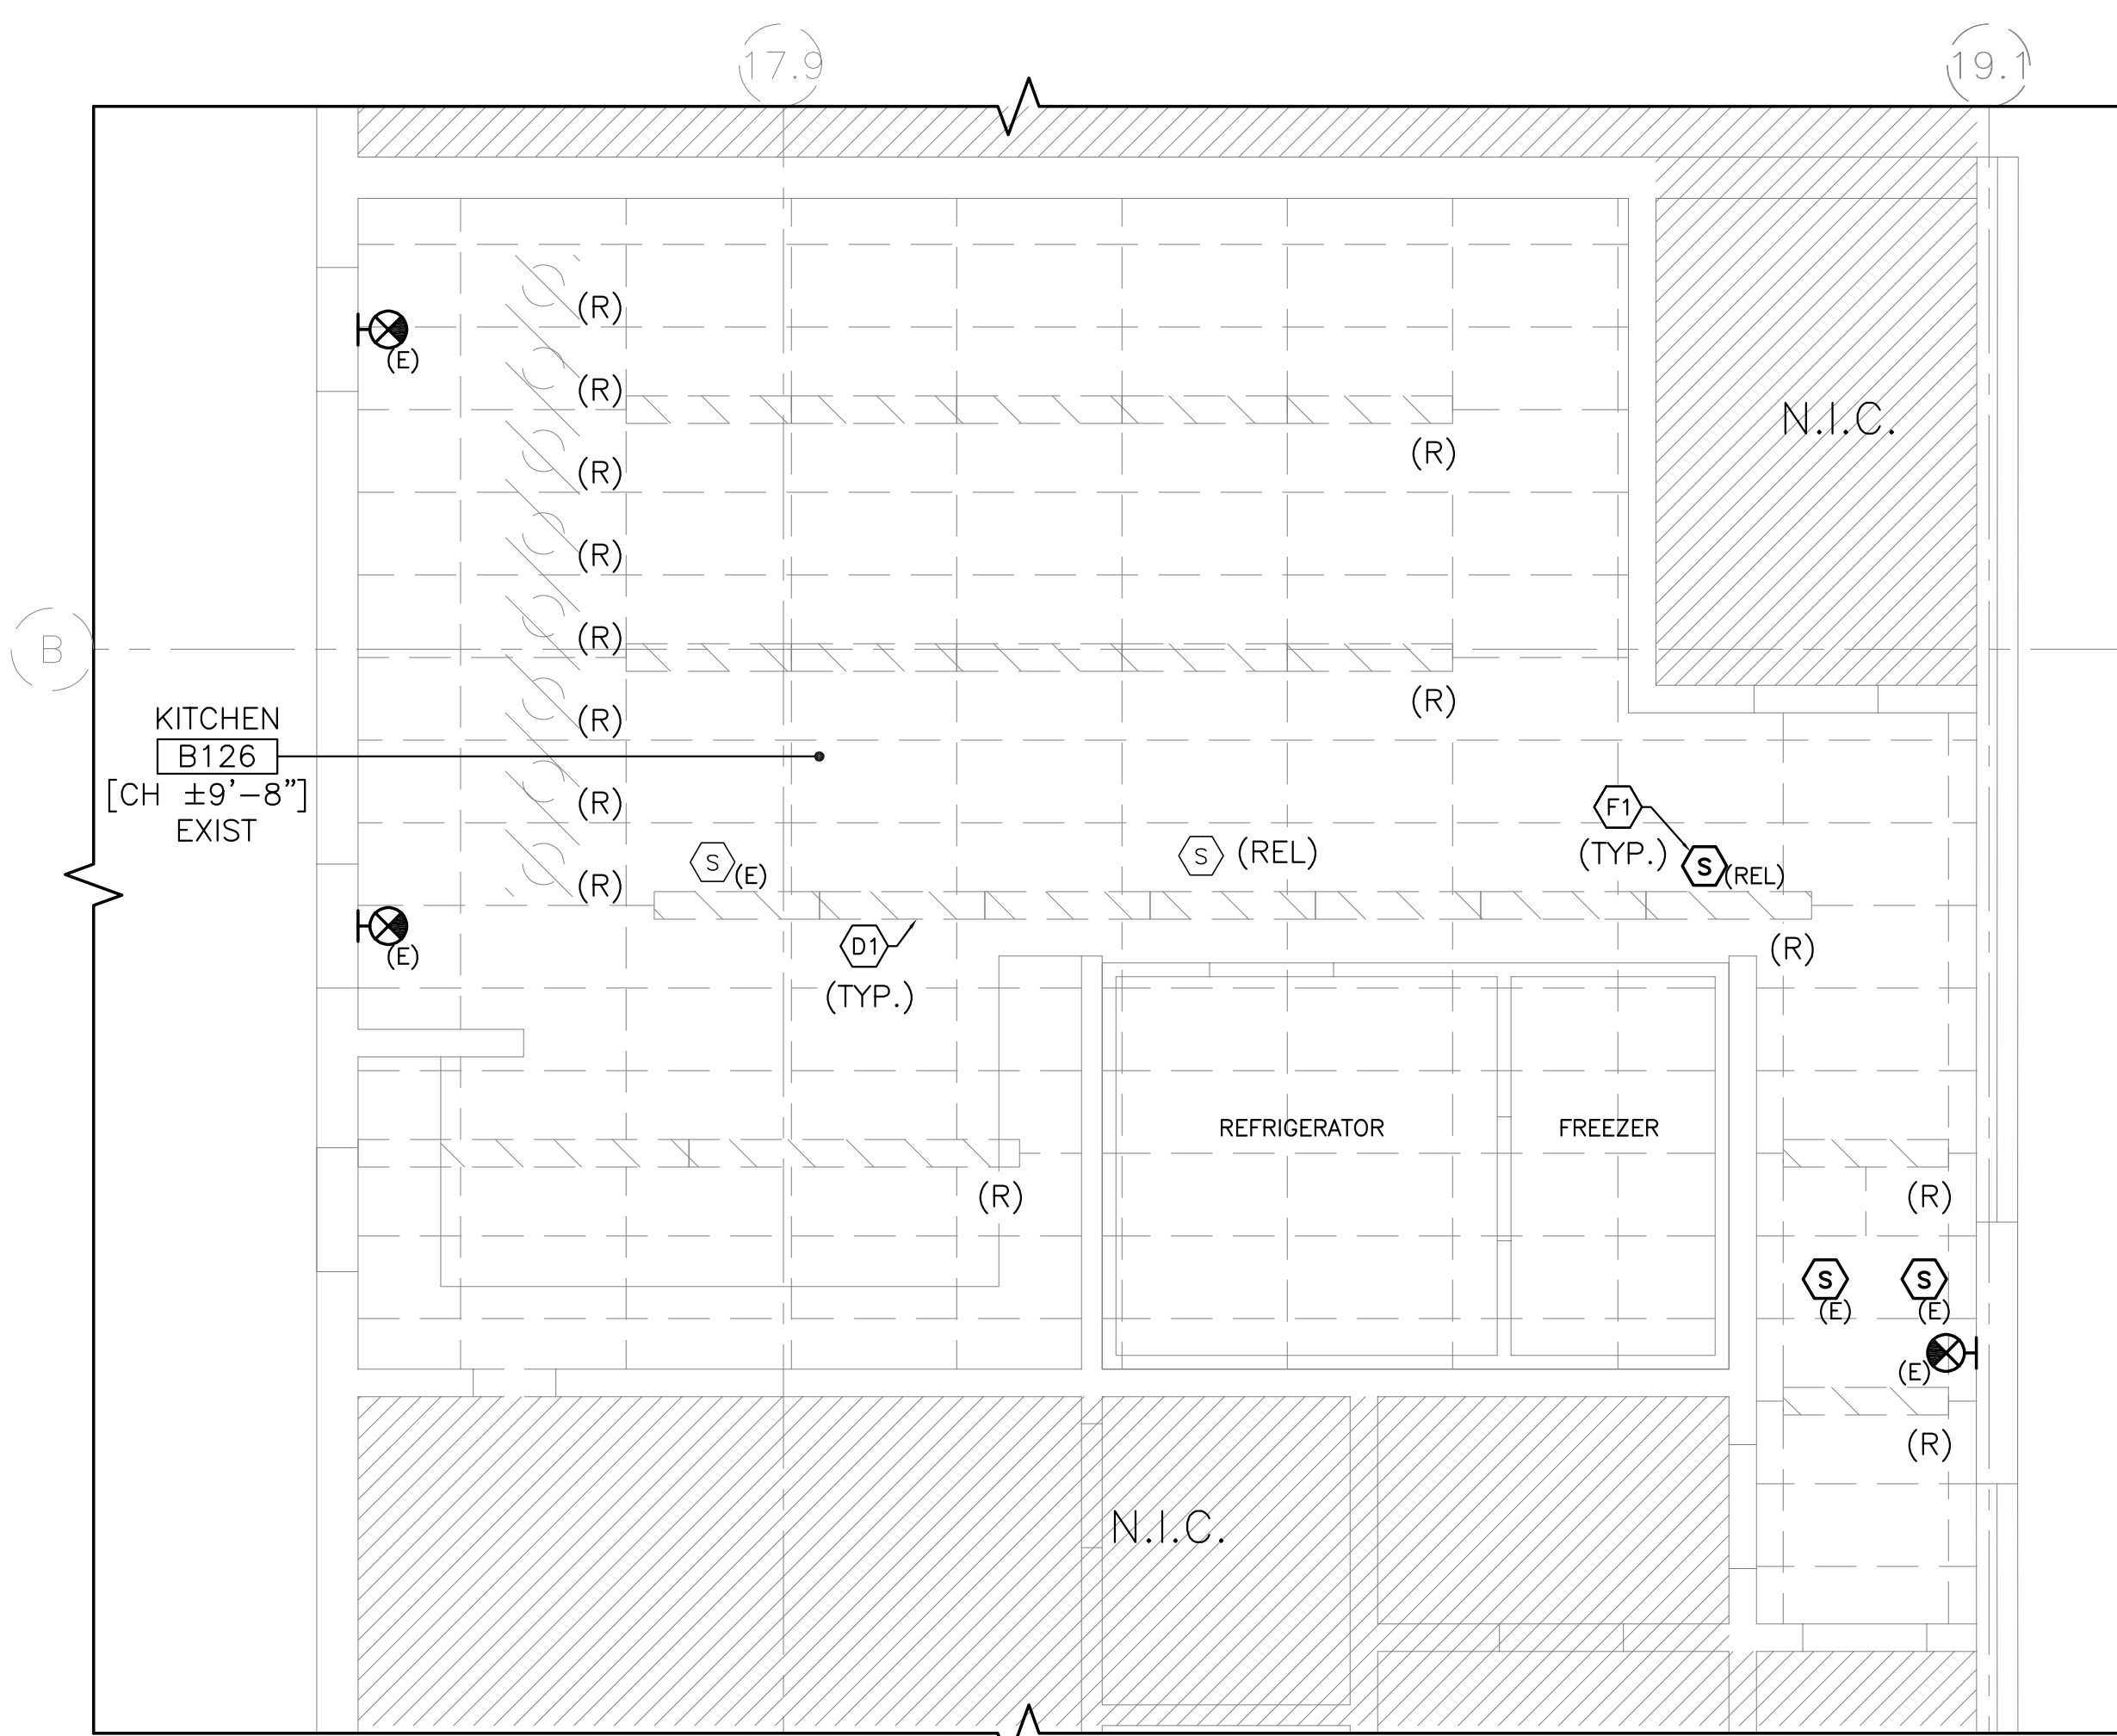 17.9
19.1
(R)
(E)
(R)
N.I.C.
(R)
(R)
(R)
(R)
B
(R)
(R)
KITCHEN
B126
[CH ±9'-8"]
EXIST
(R)
F1
(TYP.)
S (E)
S (REL)
S (REL)
(R)
(E)
D1
(TYP.)
(R)
REFRIGERATOR
FREEZER
(R)
(R)
S
S
(E)
(E)
(E)
(R)
N.I.C.